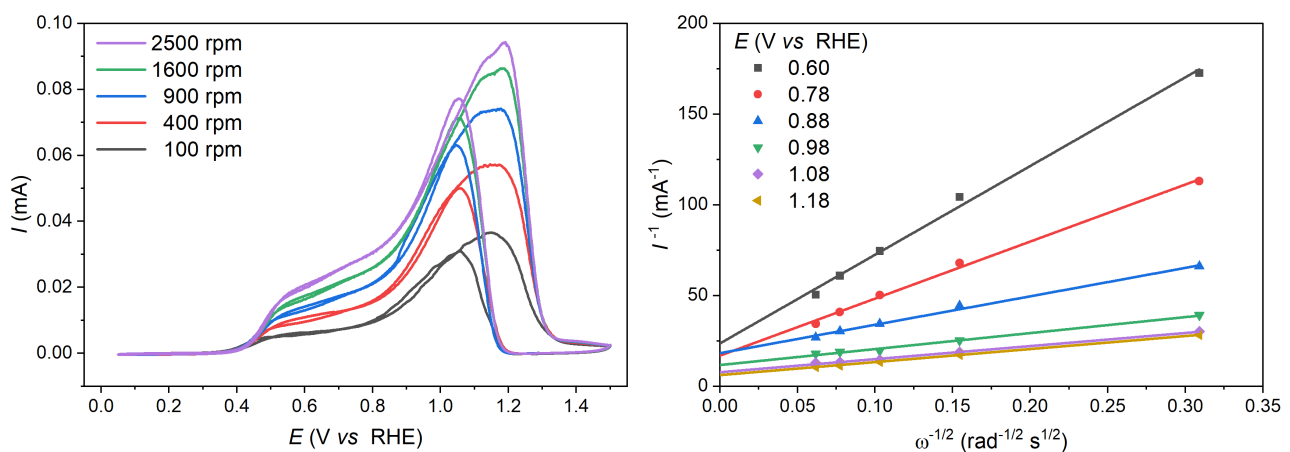 0.10
0.08
0.06
0.04
0.02
0.00
I (mA)
2500 rpm
1600 rpm
900 rpm
400 rpm
100 rpm
0.0 0.2 0.4 0.6 0.8 1.0 1.2 1.4
E (V vs RHE)
200
150
100
50
0
I⁻¹ (mA⁻¹)
E (V vs RHE)
0.60
0.78
0.88
0.98
1.08
1.18
0.00 0.05 0.10 0.15 0.20 0.25 0.30 0.35
ω⁻¹/² (rad⁻¹/² s¹/²)